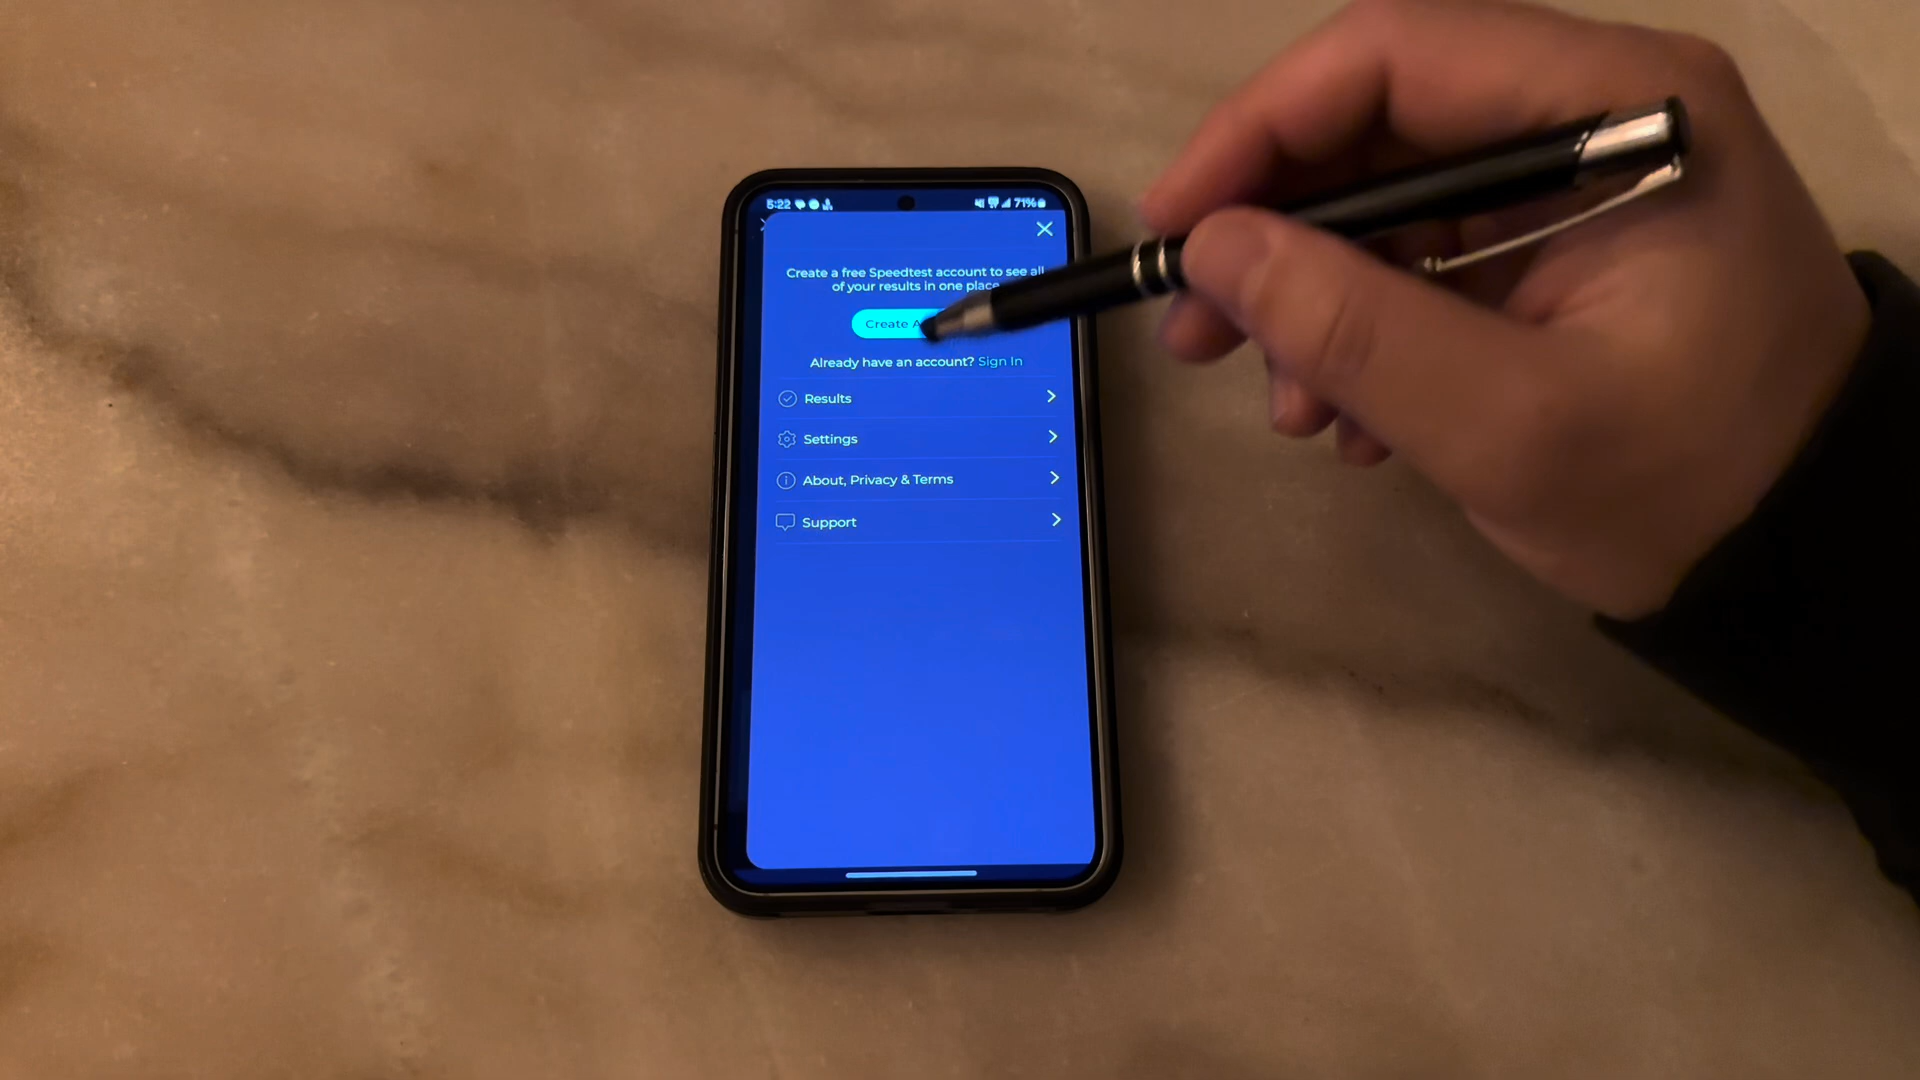 5:22 71%
Create a free Speedtest account to see all
of your results in one place
Create
Already have an account? Sign In
Results
Settings
About, Privacy & Terms
Support